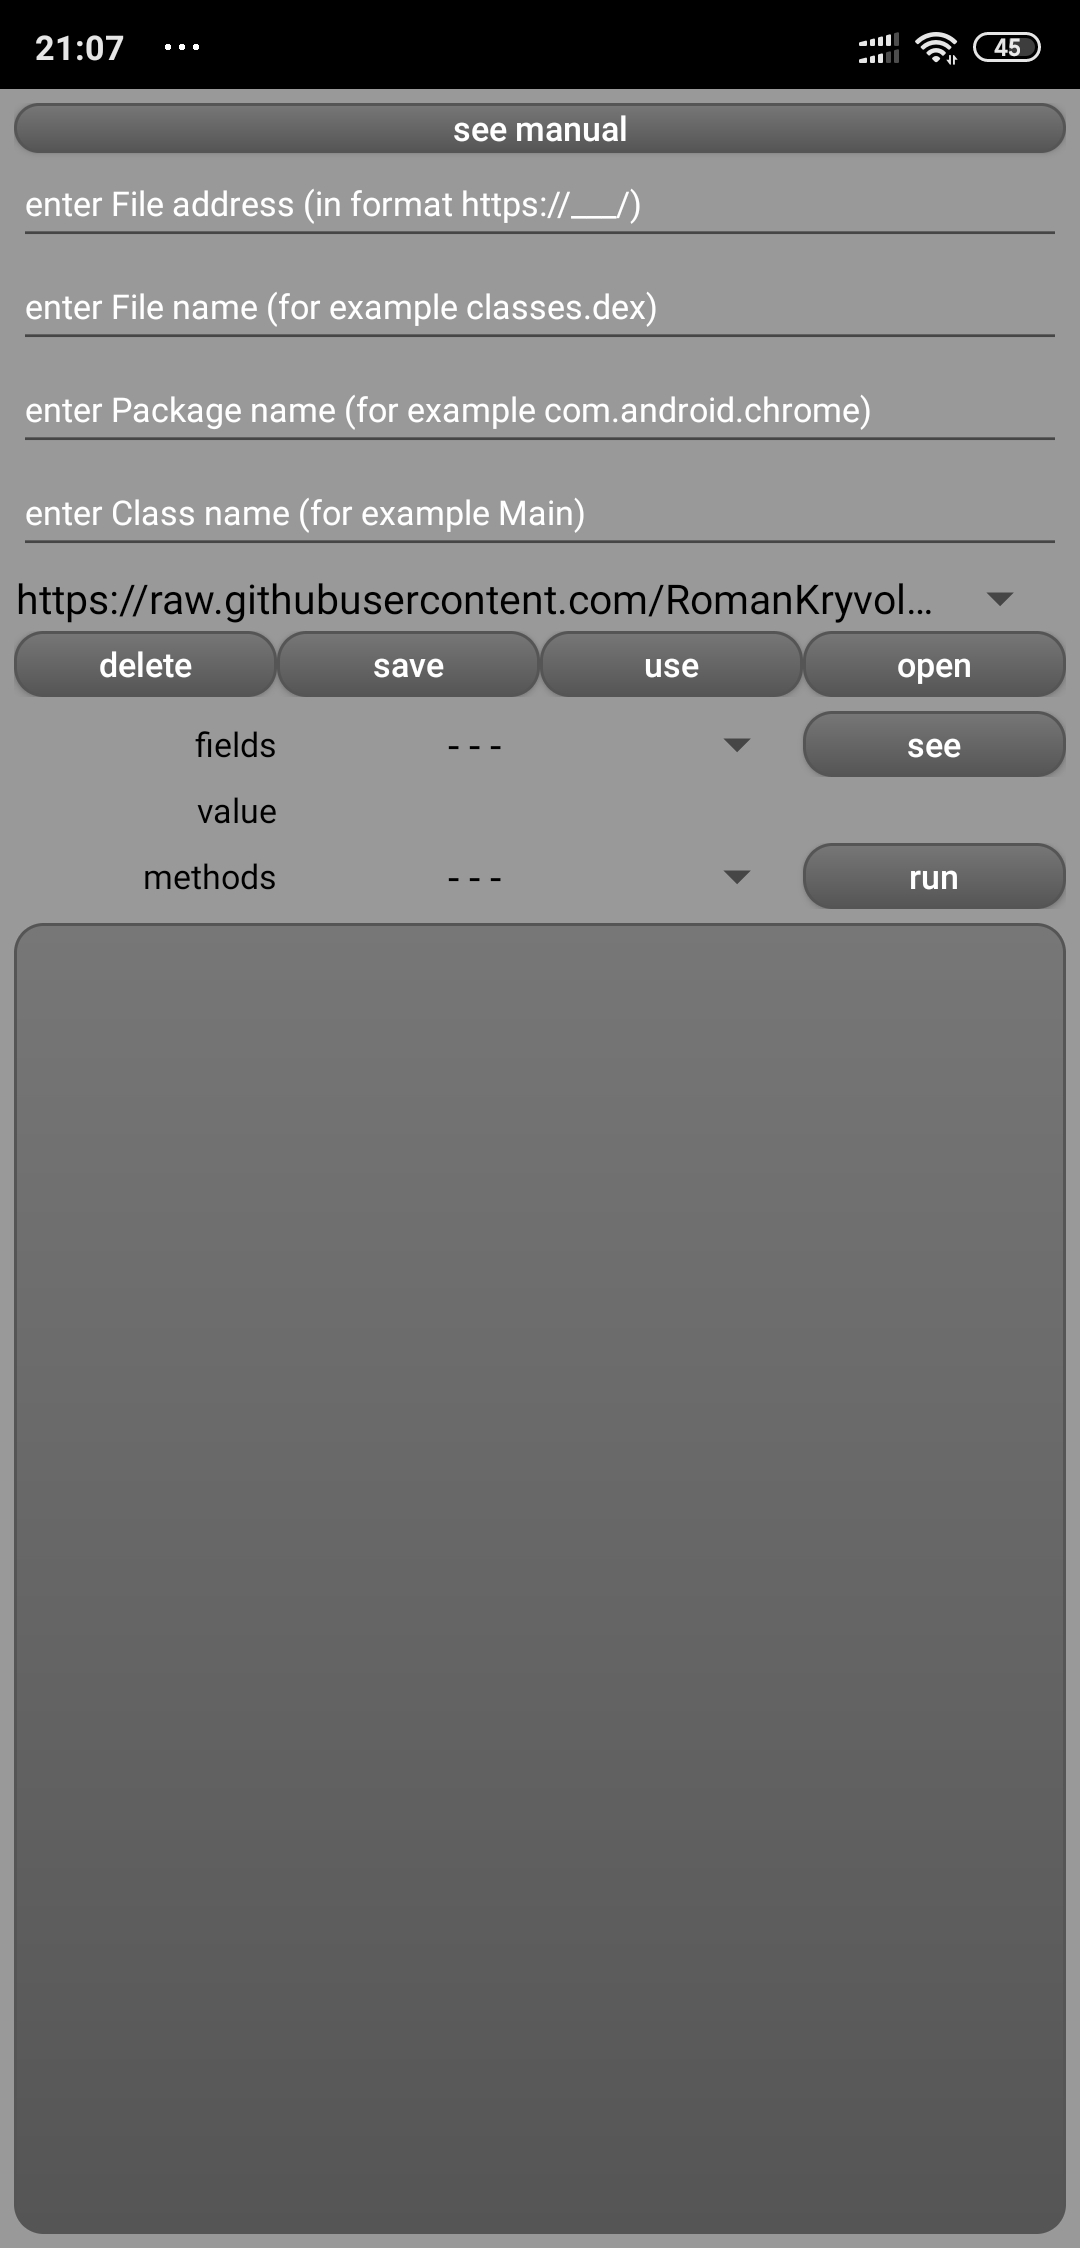 21:07 ... 45
see manual
enter File address (in format https://___/)
enter File name (for example classes.dex)
enter Package name (for example com.android.chrome)
enter Class name (for example Main)
https://raw.githubusercontent.com/RomanKryvol...
delete save use open
fields - - - see
value
methods - - - run